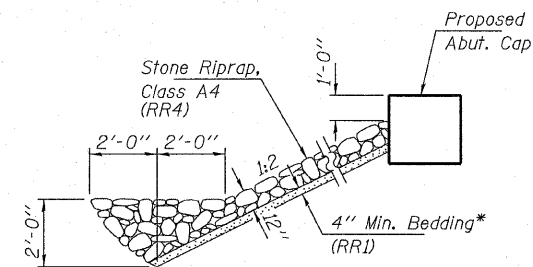 Proposed
Abut. Cap
1'-0"
Stone Riprap,
Class A4
(RR4)
2'-0" 2'-0"
1:2
2'-0"
12"
4" Min. Bedding*
(RR1)